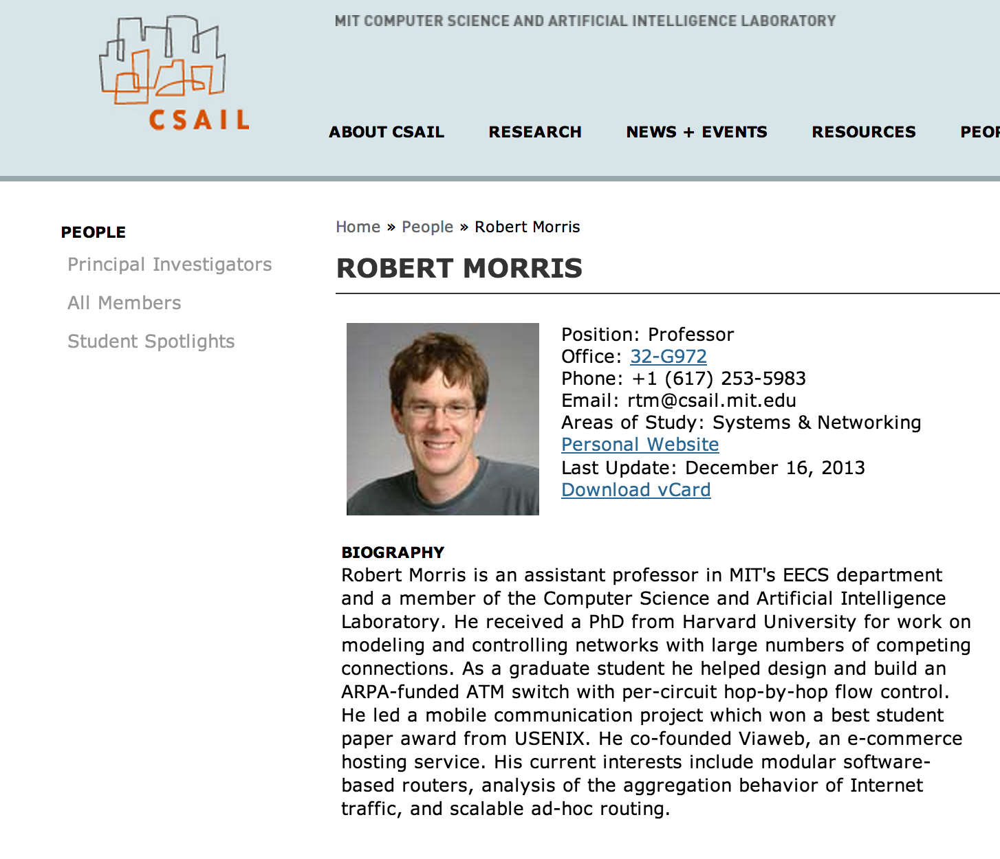 MIT COMPUTER SCIENCE AND ARTIFICIAL INTELLIGENCE LABORATORY
CSAIL
ABOUT CSAIL RESEARCH NEWS + EVENTS RESOURCES
PEOPLE
Principal Investigators
All Members
Student Spotlights
Home » People » Robert Morris
ROBERT MORRIS
Position: Professor
Office: 32-G972
Phone: +1 (617) 253-5983
Email: rtm@csail.mit.edu
Areas of Study: Systems & Networking
Personal Website
Last Update: December 16, 2013
Download vCard
BIOGRAPHY
Robert Morris is an assistant professor in MIT's EECS department
and a member of the Computer Science and Artificial Intelligence
Laboratory. He received a PhD from Harvard University for work on
modeling and controlling networks with large numbers of competing
connections. As a graduate student he helped design and build an
ARPA-funded ATM switch with per-circuit hop-by-hop flow control.
He led a mobile communication project which won a best student
paper award from USENIX. He co-founded Viaweb, an e-commerce
hosting service. His current interests include modular software-
based routers, analysis of the aggregation behavior of Internet
traffic, and scalable ad-hoc routing.